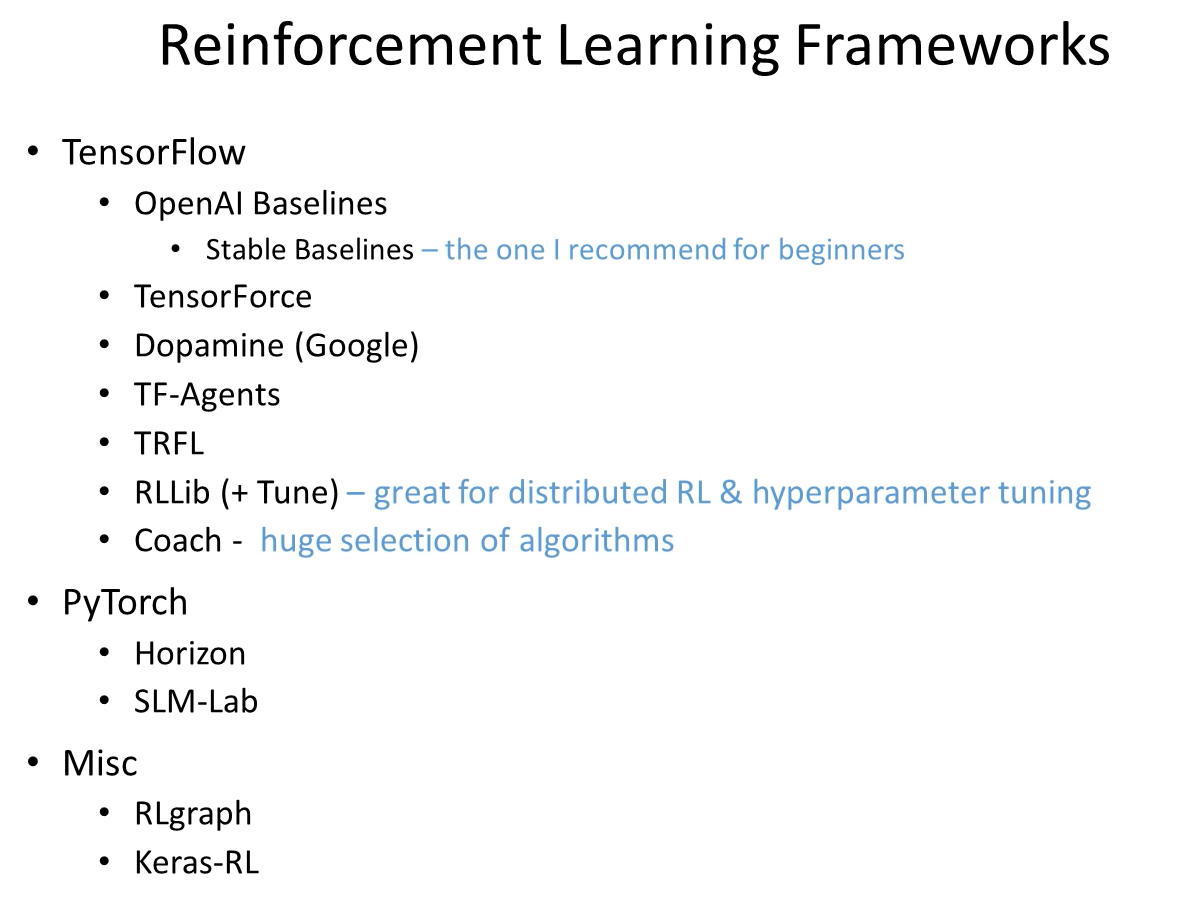 Reinforcement Learning Frameworks
• TensorFlow
• OpenAI Baselines
• Stable Baselines – the one I recommend for beginners
• TensorForce
• Dopamine (Google)
• TF-Agents
• TRFL
• RLLib (+ Tune) – great for distributed RL & hyperparameter tuning
• Coach - huge selection of algorithms
• PyTorch
• Horizon
• SLM-Lab
• Misc
• RLgraph
• Keras-RL